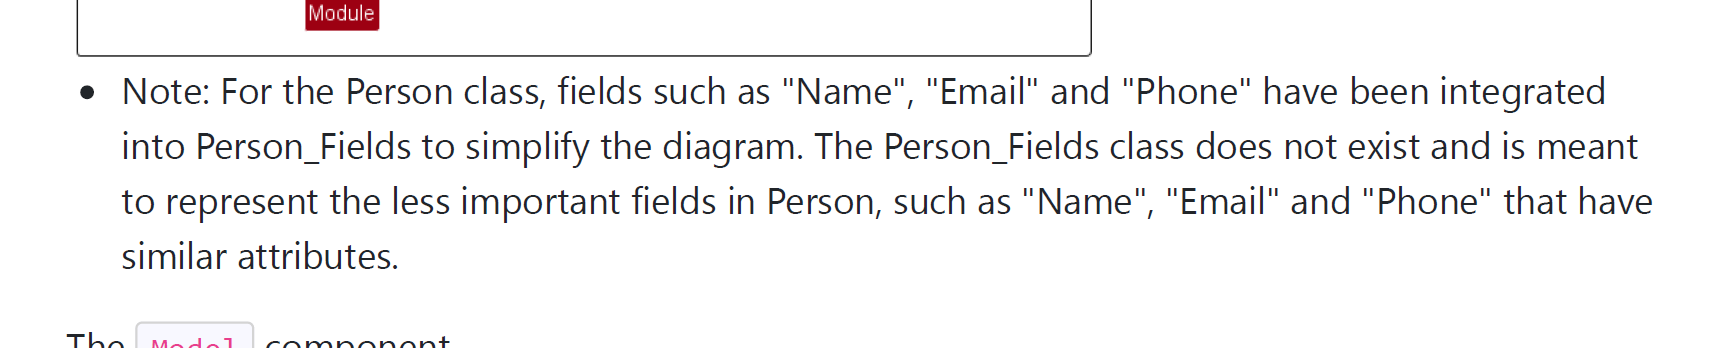 Module
Note: For the Person class, fields such as "Name", "Email" and "Phone" have been integrated
into Person_Fields to simplify the diagram. The Person_Fields class does not exist and is meant
to represent the less important fields in Person, such as "Name", "Email" and "Phone" that have
similar attributes.
The Model component